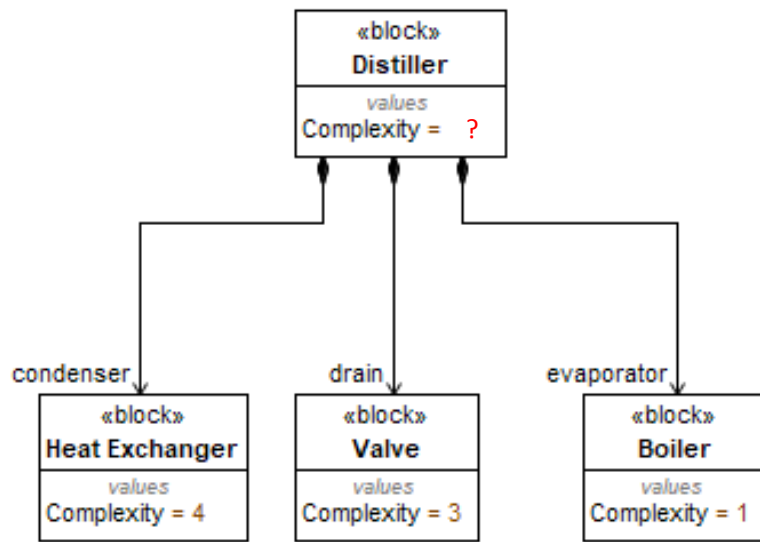 «block»
Distiller
values
Complexity = ?
condenser
drain
evaporator
«block»
Heat Exchanger
values
Complexity = 4
«block»
Valve
values
Complexity = 3
«block»
Boiler
values
Complexity = 1